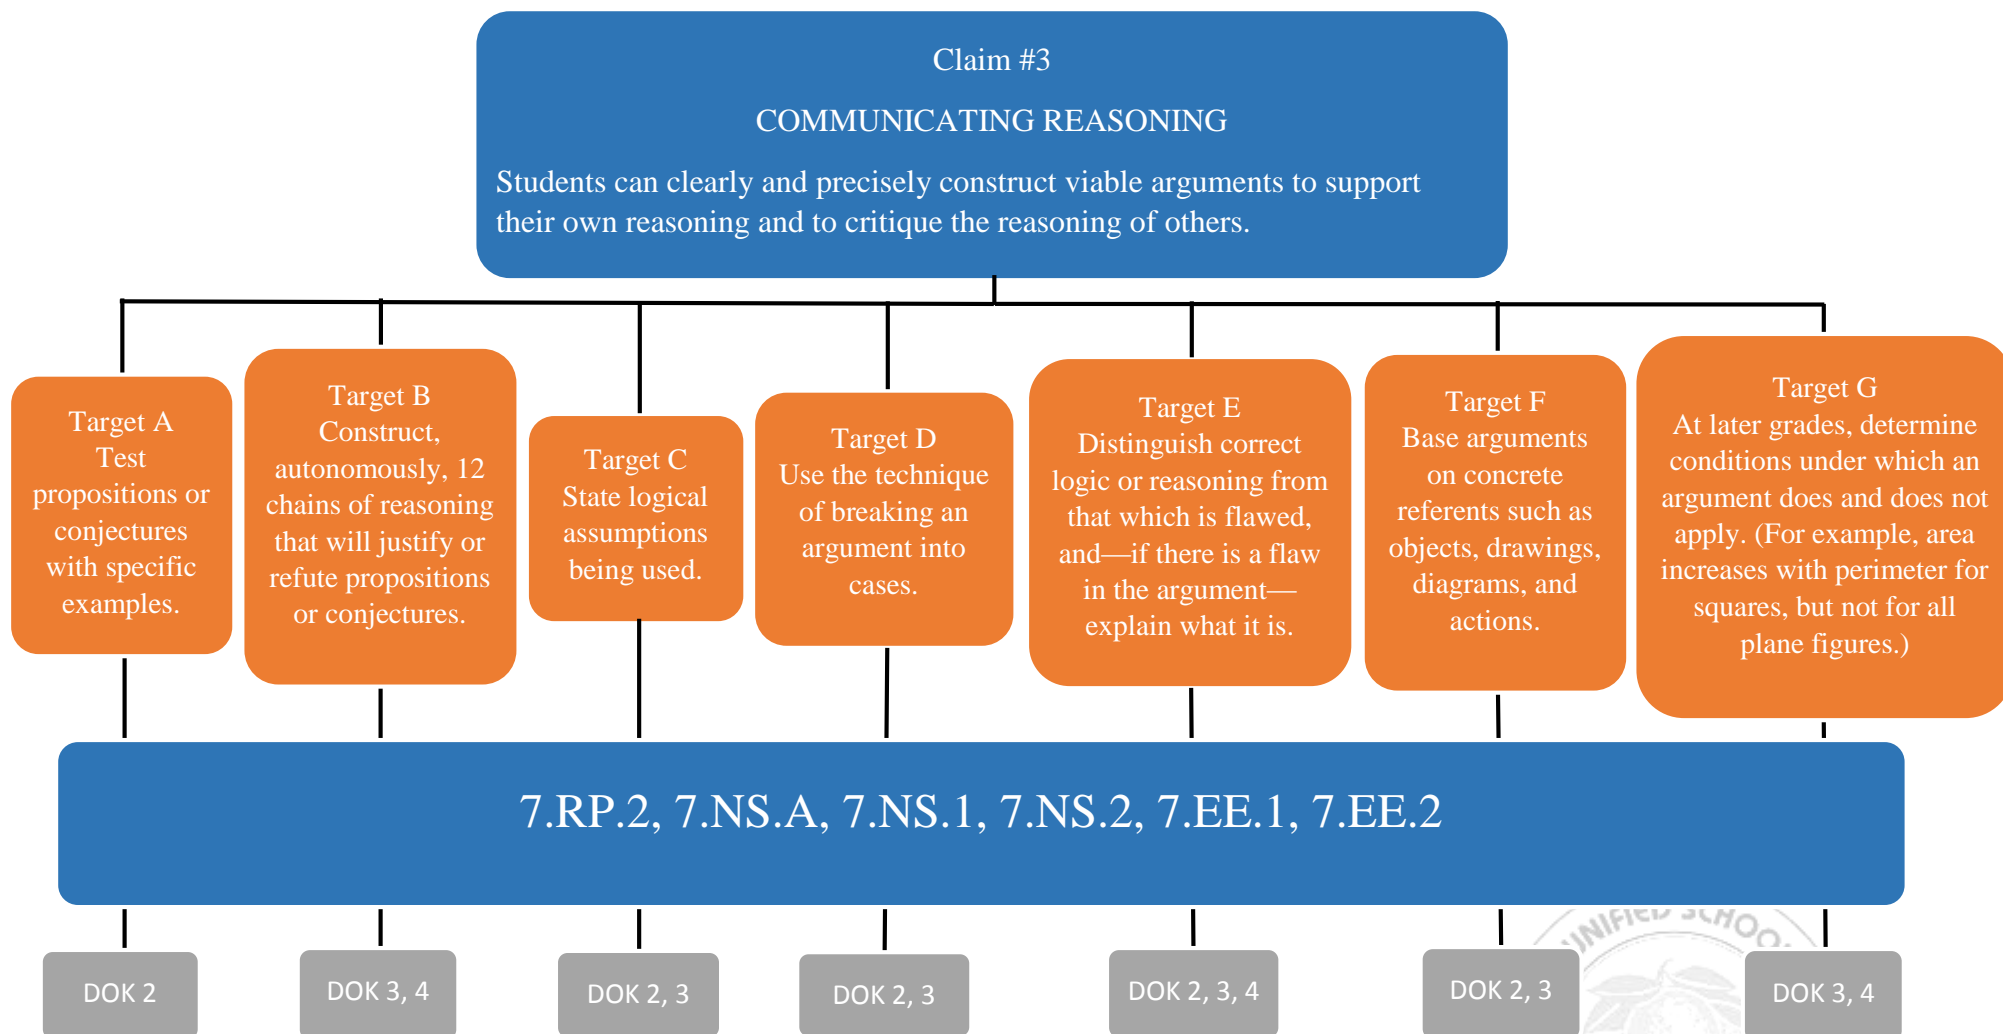 Claim #3
COMMUNICATING REASONING
Students can clearly and precisely construct viable arguments to support
their own reasoning and to critique the reasoning of others.
Target A
Test
propositions or
conjectures
with specific
examples.
Target B
Construct,
autonomously, 12
chains of reasoning
that will justify or
refute propositions
or conjectures.
Target C
State logical
assumptions
being used.
Target D
Use the technique
of breaking an
argument into
cases.
Target E
Distinguish correct
logic or reasoning from
that which is flawed,
and—if there is a flaw
in the argument—
explain what it is.
Target F
Base arguments
on concrete
referents such as
objects, drawings,
diagrams, and
actions.
Target G
At later grades, determine
conditions under which an
argument does and does not
apply. (For example, area
increases with perimeter for
squares, but not for all
plane figures.)
7.RP.2, 7.NS.A, 7.NS.1, 7.NS.2, 7.EE.1, 7.EE.2
UNIFIED
DOK 2
DOK 3, 4
DOK 2, 3
DOK 2, 3
DOK 2, 3, 4
DOK 2, 3
DOK 3, 4